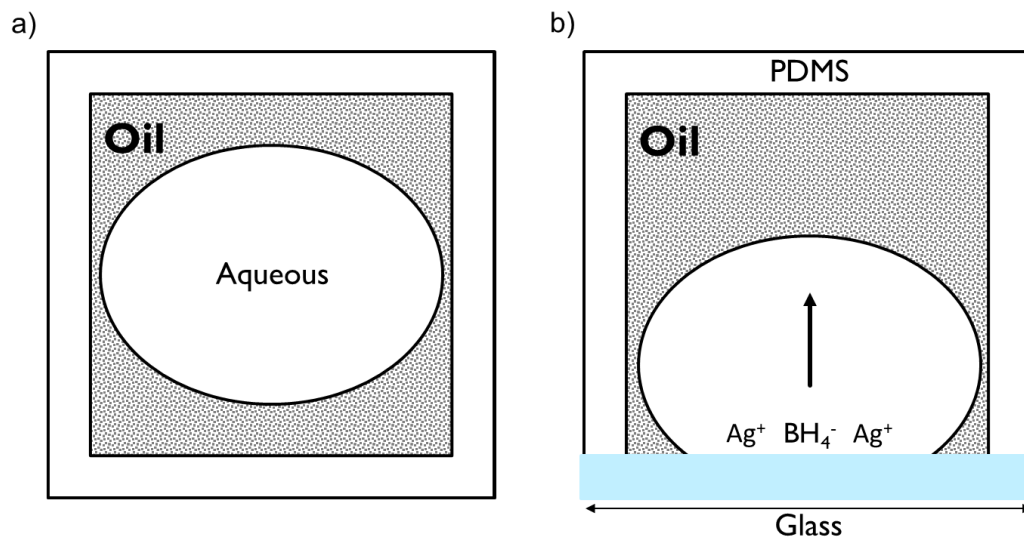 a)
Oil
Aqueous
b)
PDMS
Oil
Ag⁺ BH₄⁻ Ag⁺
Glass